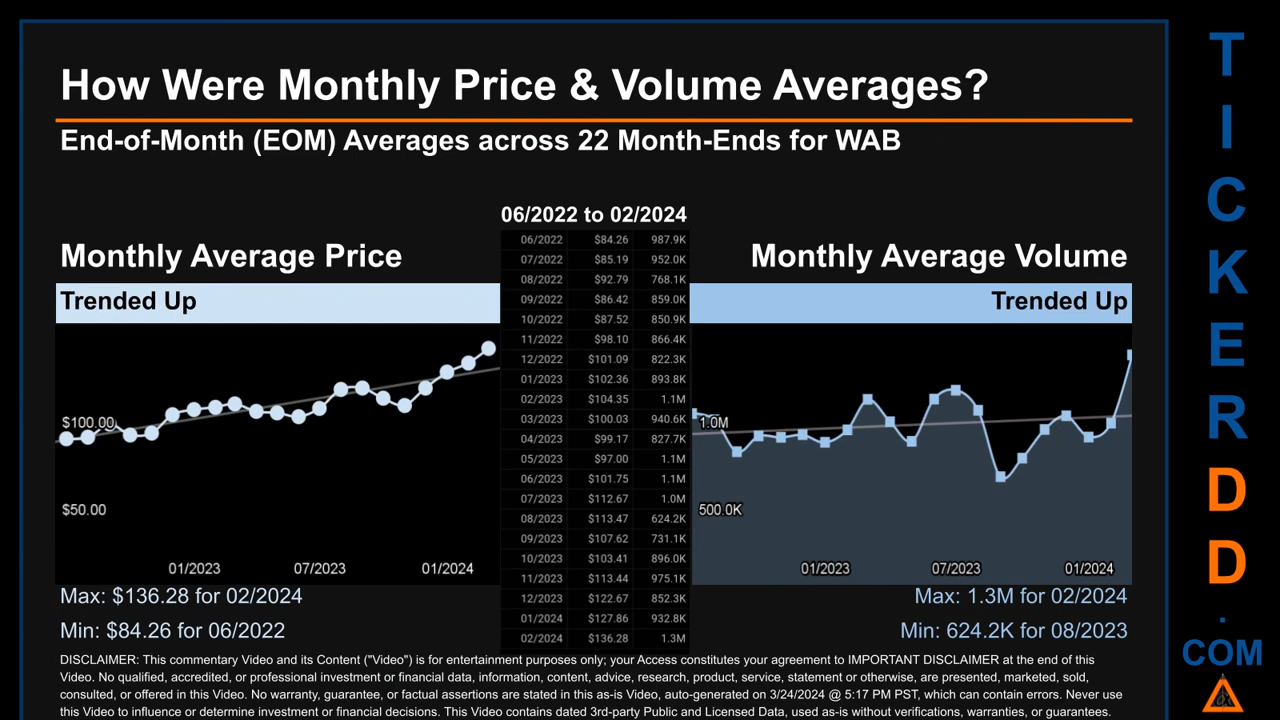 How Were Monthly Price & Volume Averages?
End-of-Month (EOM) Averages across 22 Month-Ends for WAB
06/2022 to 02/2024
Monthly Average Price
Trended Up
$100.00
$50.00
01/2023 07/2023 01/2024
Max: $136.28 for 02/2024
Min: $84.26 for 06/2022
06/2022 $84.26 987.9K
07/2022 $85.19 952.0K
08/2022 $92.79 768.1K
09/2022 $86.42 859.0K
10/2022 $87.52 850.9K
11/2022 $98.10 866.4K
12/2022 $101.09 822.3K
01/2023 $102.36 893.8K
02/2023 $104.35 1.1M
03/2023 $100.03 940.6K
04/2023 $99.17 827.7K
05/2023 $97.00 1.1M
06/2023 $101.75 1.1M
07/2023 $112.67 1.0M
08/2023 $113.47 624.2K
09/2023 $107.62 731.1K
10/2023 $103.41 896.0K
11/2023 $113.44 975.1K
12/2023 $122.67 852.3K
01/2024 $127.86 932.8K
02/2024 $136.28 1.3M
Monthly Average Volume
Trended Up
1.0M
500.0K
01/2023 07/2023 01/2024
Max: 1.3M for 02/2024
Min: 624.2K for 08/2023
DISCLAIMER: This commentary Video and its Content ("Video") is for entertainment purposes only; your Access constitutes your agreement to IMPORTANT DISCLAIMER at the end of this
Video. No qualified, accredited, or professional investment or financial data, information, content, advice, research, product, service, statement or otherwise, are presented, marketed, sold,
consulted, or offered in this Video. No warranty, guarantee, or factual assertions are stated in this as-is Video, auto-generated on 3/24/2024 @ 5:17 PM PST, which can contain errors. Never use
this Video to influence or determine investment or financial decisions. This Video contains dated 3rd-party Public and Licensed Data, used as-is without verifications, warranties, or guarantees.
T
I
C
K
E
R
D
D
.
COM